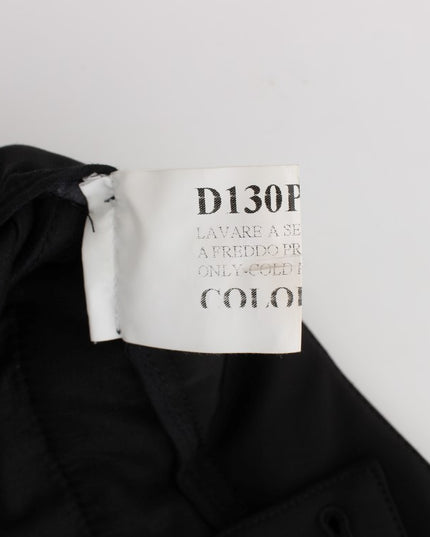 D130P
LAVARE A SE
A FREDDO PR
ONLY-COLD
COLO